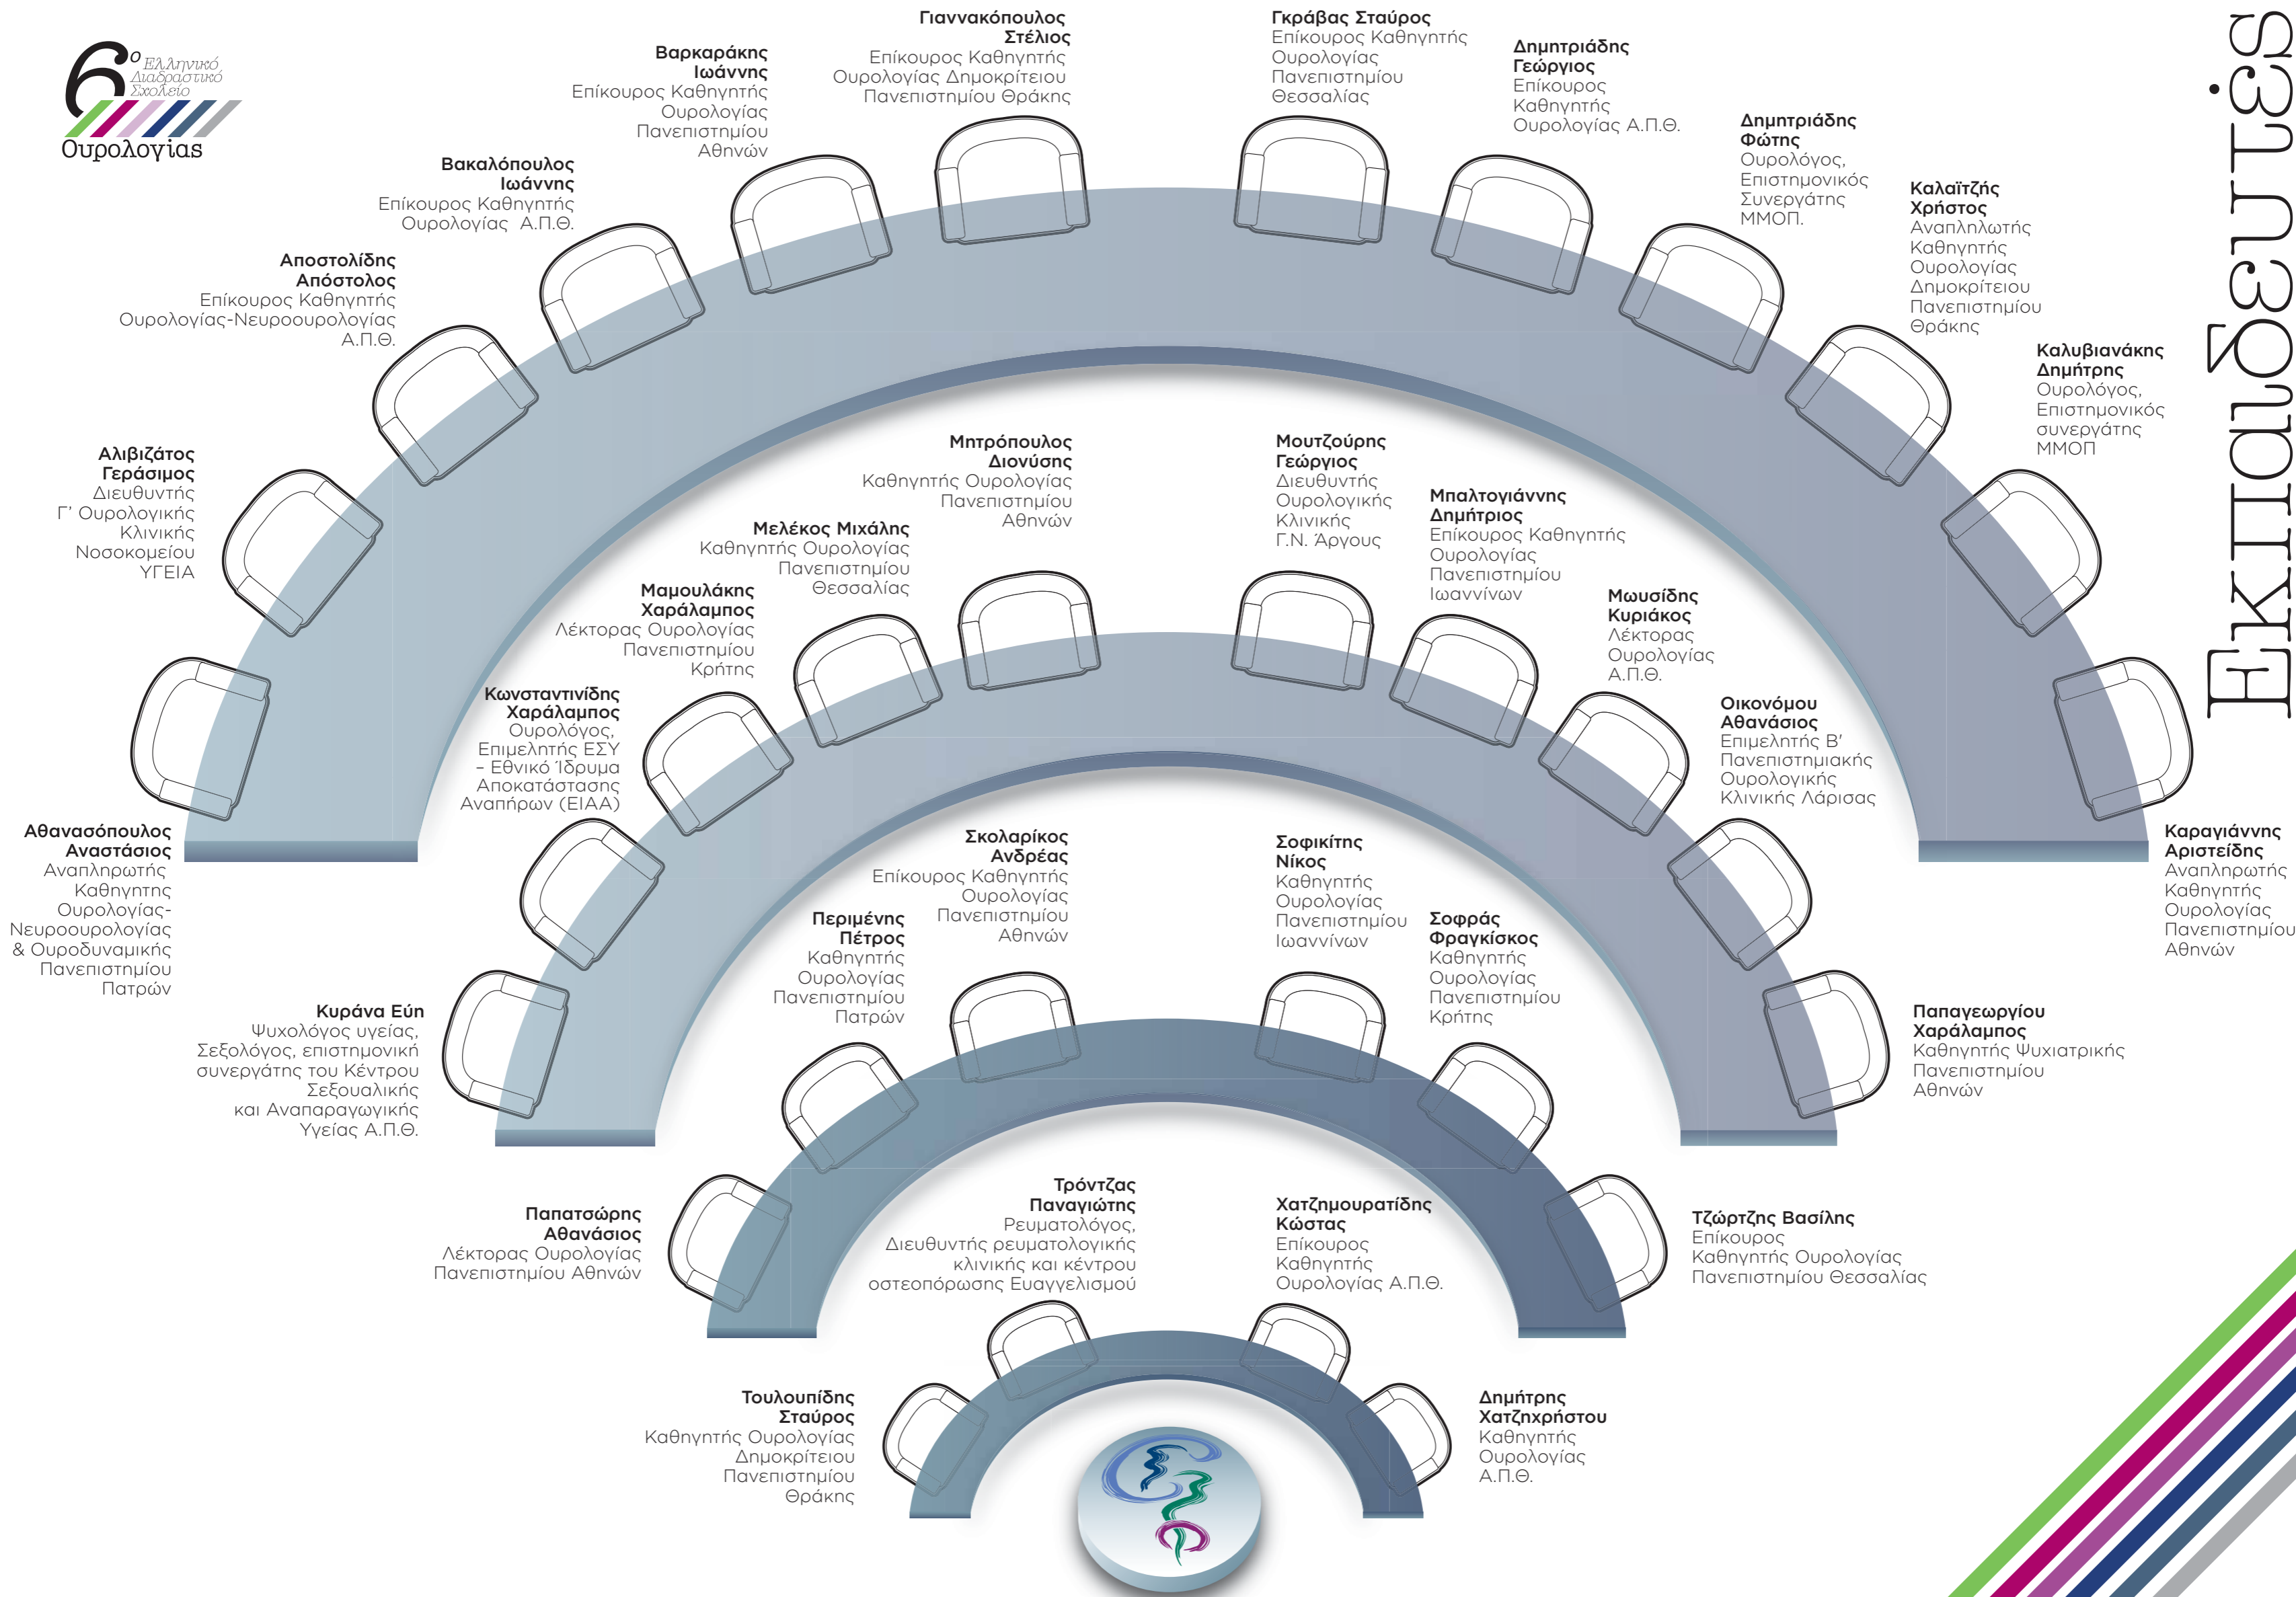 6ο Ελληνικό
Διαδραστικό
Σχολείο
Ουρολογίας
Εκπαιδευτές
Αθανασόπουλος
Αναστάσιος
Αναπληρωτής
Καθηγητης
Ουρολογίας-
Νευροουρολογίας
& Ουροδυναμικής
Πανεπιστημίου
Πατρών
Αλιβιζάτος
Γεράσιμος
Διευθυντής
Γ' Ουρολογικής
Κλινικής
Νοσοκομείου
ΥΓΕΙΑ
Αποστολίδης
Απόστολος
Επίκουρος Καθηγητής
Ουρολογίας-Νευροουρολογίας
Α.Π.Θ.
Βακαλόπουλος
Ιωάννης
Επίκουρος Καθηγητής
Ουρολογίας Α.Π.Θ.
Βαρκαράκης
Ιωάννης
Επίκουρος Καθηγητής
Ουρολογίας
Πανεπιστημίου
Αθηνών
Γιαννακόπουλος
Στέλιος
Επίκουρος Καθηγητής
Ουρολογίας Δημοκρίτειου
Πανεπιστημίου Θράκης
Γκράβας Σταύρος
Επίκουρος Καθηγητής
Ουρολογίας
Πανεπιστημίου
Θεσσαλίας
Δημητριάδης
Γεώργιος
Επίκουρος
Καθηγητής
Ουρολογίας Α.Π.Θ.
Δημητριάδης
Φώτης
Ουρολόγος,
Επιστημονικός
Συνεργάτης
ΜΜΟΠ.
Καλαϊτζής
Χρήστος
Αναπληλωτής
Καθηγητής
Ουρολογίας
Δημοκρίτειου
Πανεπιστημίου
Θράκης
Καλυβιανάκης
Δημήτρης
Ουρολόγος,
Επιστημονικός
συνεργάτης
ΜΜΟΠ
Καραγιάννης
Αριστείδης
Αναπληρωτής
Καθηγητής
Ουρολογίας
Πανεπιστημίου
Αθηνών
Κυράνα Εύη
Ψυχολόγος υγείας,
Σεξολόγος, επιστημονική
συνεργάτης του Κέντρου
Σεξουαλικής
και Αναπαραγωγικής
Υγείας Α.Π.Θ.
Κωνσταντινίδης
Χαράλαμπος
Ουρολόγος,
Επιμελητής ΕΣΥ
– Εθνικό Ίδρυμα
Αποκατάστασης
Αναπήρων (ΕΙΑΑ)
Μαμουλάκης
Χαράλαμπος
Λέκτορας Ουρολογίας
Πανεπιστημίου
Κρήτης
Μελέκος Μιχάλης
Καθηγητής Ουρολογίας
Πανεπιστημίου
Θεσσαλίας
Μητρόπουλος
Διονύσης
Καθηγητής Ουρολογίας
Πανεπιστημίου
Αθηνών
Μουτζούρης
Γεώργιος
Διευθυντής
Ουρολογικής
Κλινικής
Γ.Ν. Άργους
Μπαλτογιάννης
Δημήτριος
Επίκουρος Καθηγητής
Ουρολογίας
Πανεπιστημίου
Ιωαννίνων
Μωυσίδης
Κυριάκος
Λέκτορας
Ουρολογίας
Α.Π.Θ.
Οικονόμου
Αθανάσιος
Επιμελητής Β'
Πανεπιστημιακής
Ουρολογικής
Κλινικής Λάρισας
Παπαγεωργίου
Χαράλαμπος
Καθηγητής Ψυχιατρικής
Πανεπιστημίου
Αθηνών
Παπατσώρης
Αθανάσιος
Λέκτορας Ουρολογίας
Πανεπιστημίου Αθηνών
Περιμένης
Πέτρος
Καθηγητής
Ουρολογίας
Πανεπιστημίου
Πατρών
Σκολαρίκος
Ανδρέας
Επίκουρος Καθηγητής
Ουρολογίας
Πανεπιστημίου
Αθηνών
Σοφικίτης
Νίκος
Καθηγητής
Ουρολογίας
Πανεπιστημίου
Ιωαννίνων
Σοφράς
Φραγκίσκος
Καθηγητής
Ουρολογίας
Πανεπιστημίου
Κρήτης
Τζώρτζης Βασίλης
Επίκουρος
Καθηγητής Ουρολογίας
Πανεπιστημίου Θεσσαλίας
Τουλουπίδης
Σταύρος
Καθηγητής Ουρολογίας
Δημοκρίτειου
Πανεπιστημίου
Θράκης
Τρόντζας
Παναγιώτης
Ρευματολόγος,
Διευθυντής ρευματολογικής
κλινικής και κέντρου
οστεοπόρωσης Ευαγγελισμού
Χατζημουρατίδης
Κώστας
Επίκουρος
Καθηγητής
Ουρολογίας Α.Π.Θ.
Δημήτρης
Χατζηχρήστου
Καθηγητής
Ουρολογίας
Α.Π.Θ.